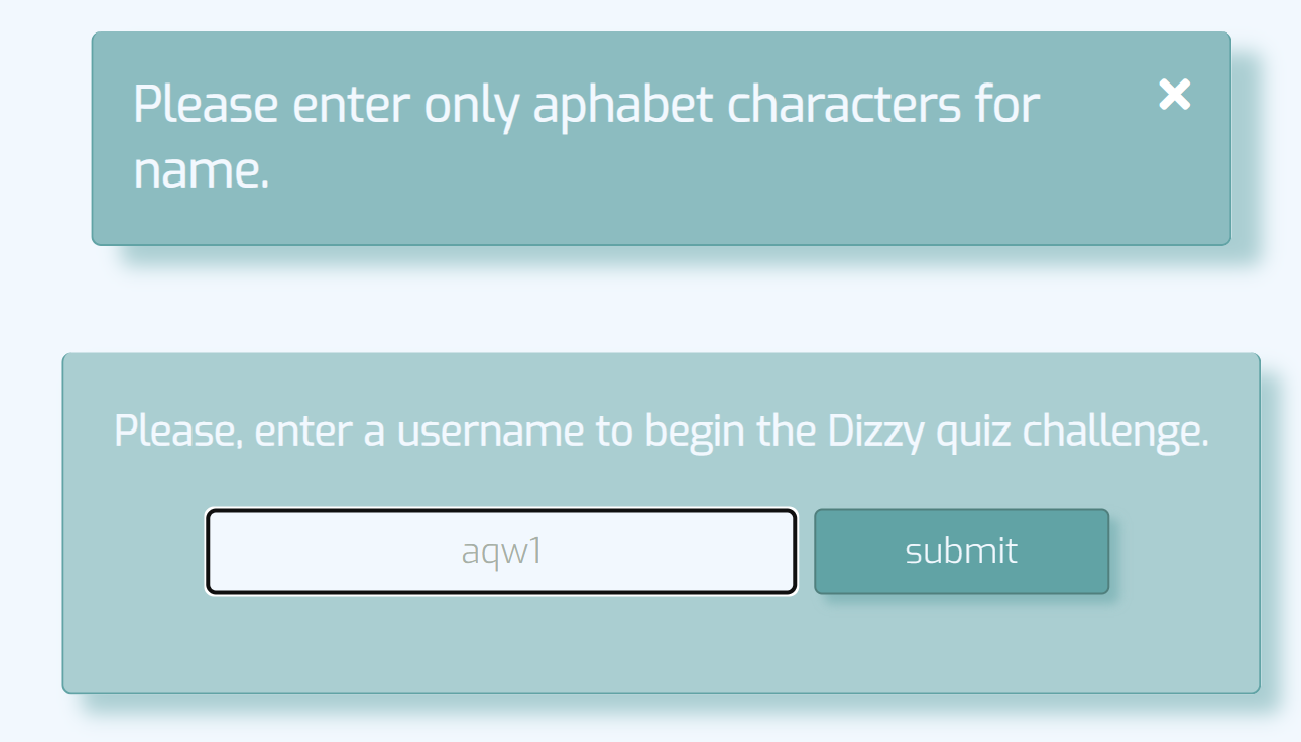 Please enter only aphabet characters for
name.
Please, enter a username to begin the Dizzy quiz challenge.
aqw1
submit